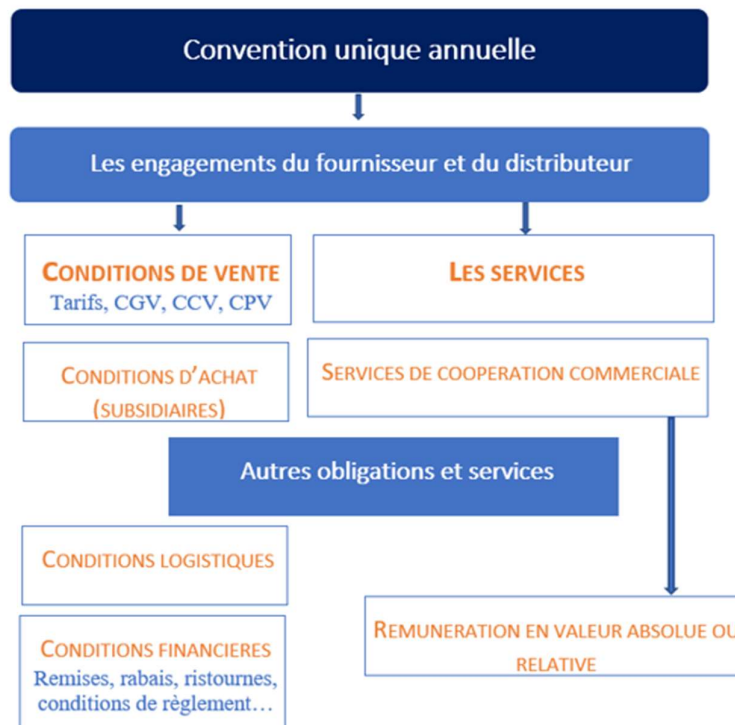 Convention unique annuelle
Les engagements du fournisseur et du distributeur
CONDITIONS DE VENTE
Tarifs, CGV, CCV, CPV
LES SERVICES
CONDITIONS D'ACHAT
(SUBSIDIAIRES)
SERVICES DE COOPERATION COMMERCIALE
Autres obligations et services
CONDITIONS LOGISTIQUES
CONDITIONS FINANCIERES
Remises, rabais, ristournes,
conditions de règlement…
REMUNERATION EN VALEUR ABSOLUE OU
RELATIVE